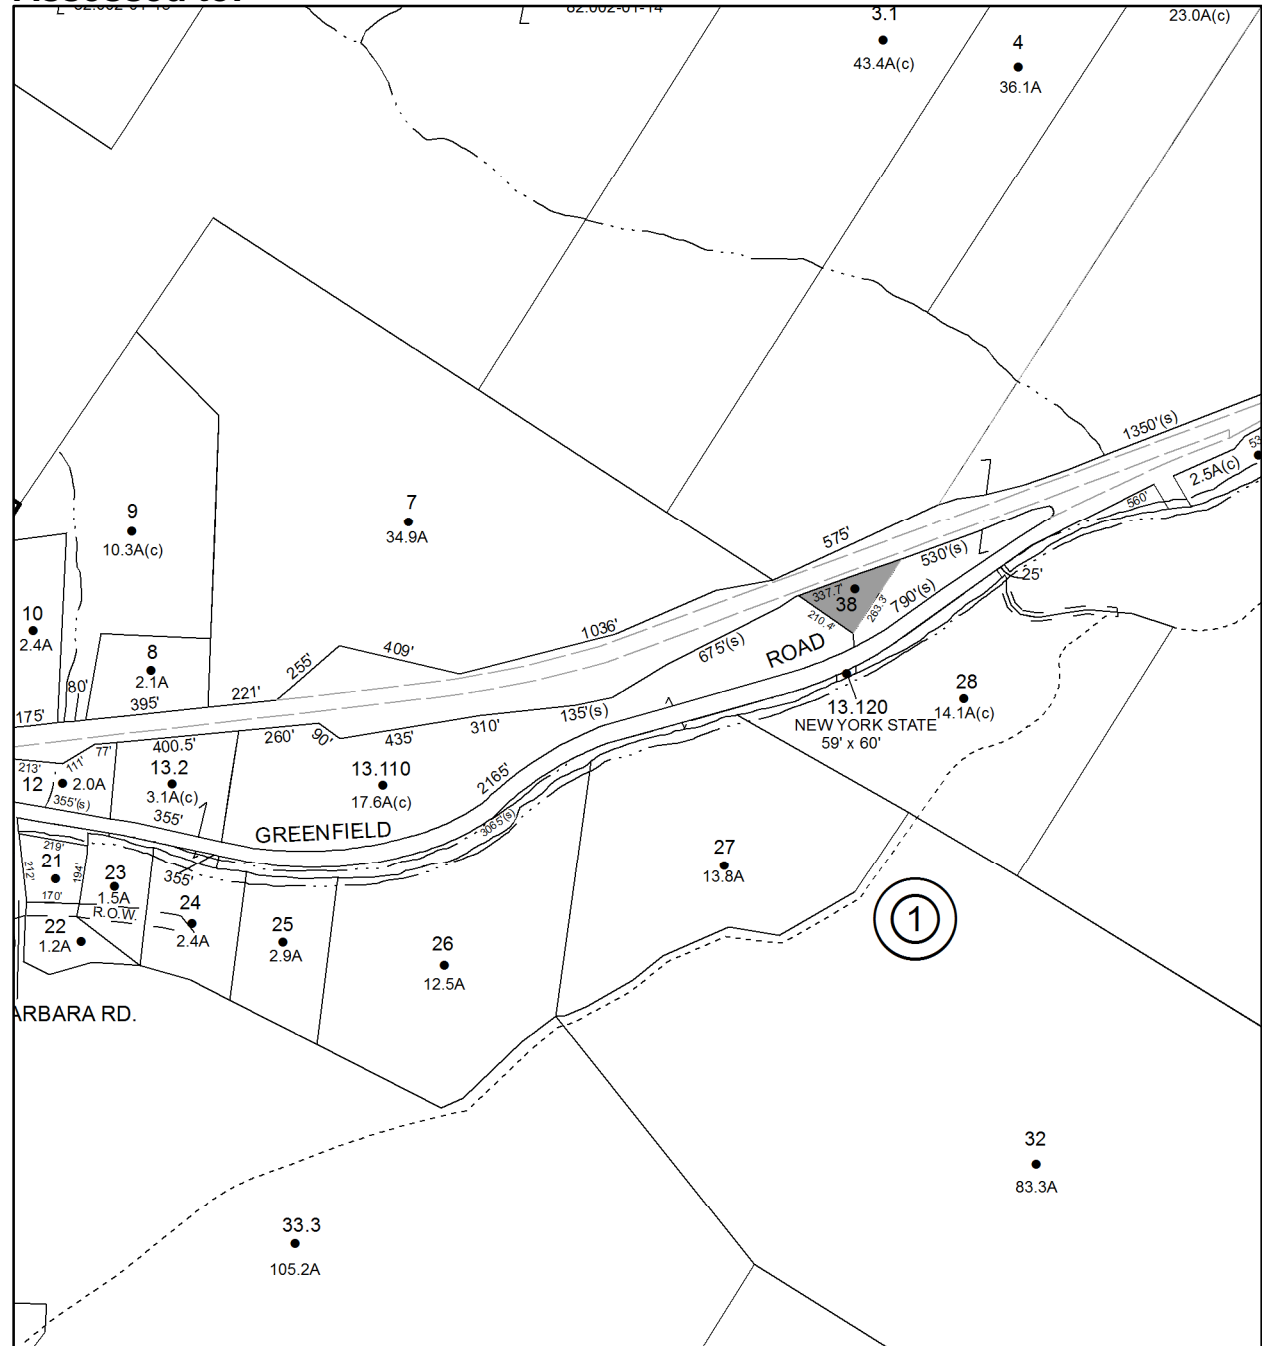 3.1
43.4A(c)
4
36.1A
23.0A(c)
1350'(s)
2.5A(c)
560'
9
10.3A(c)
7
34.9A
575'
530'(s)
337.7'
38
263.3'
210.4'
790'(s)
25'
10
2.4A
8
2.1A
80'
395'
175'
221'
255'
409'
1036'
675'(s)
ROAD
28
14.1A(c)
13.120
NEW YORK STATE
59' x 60'
400.5'
260'
90'
435'
310'
135'(s)
77'
111'
213'
12
2.0A
355'(s)
13.2
3.1A(c)
355'
13.110
17.6A(c)
2165'
3065'(s)
GREENFIELD
219'
21
212'
194'
170'
23
1.5A
R.O.W.
355'
24
2.4A
22
1.2A
25
2.9A
26
12.5A
27
13.8A
1
ARBARA RD.
32
83.3A
33.3
105.2A